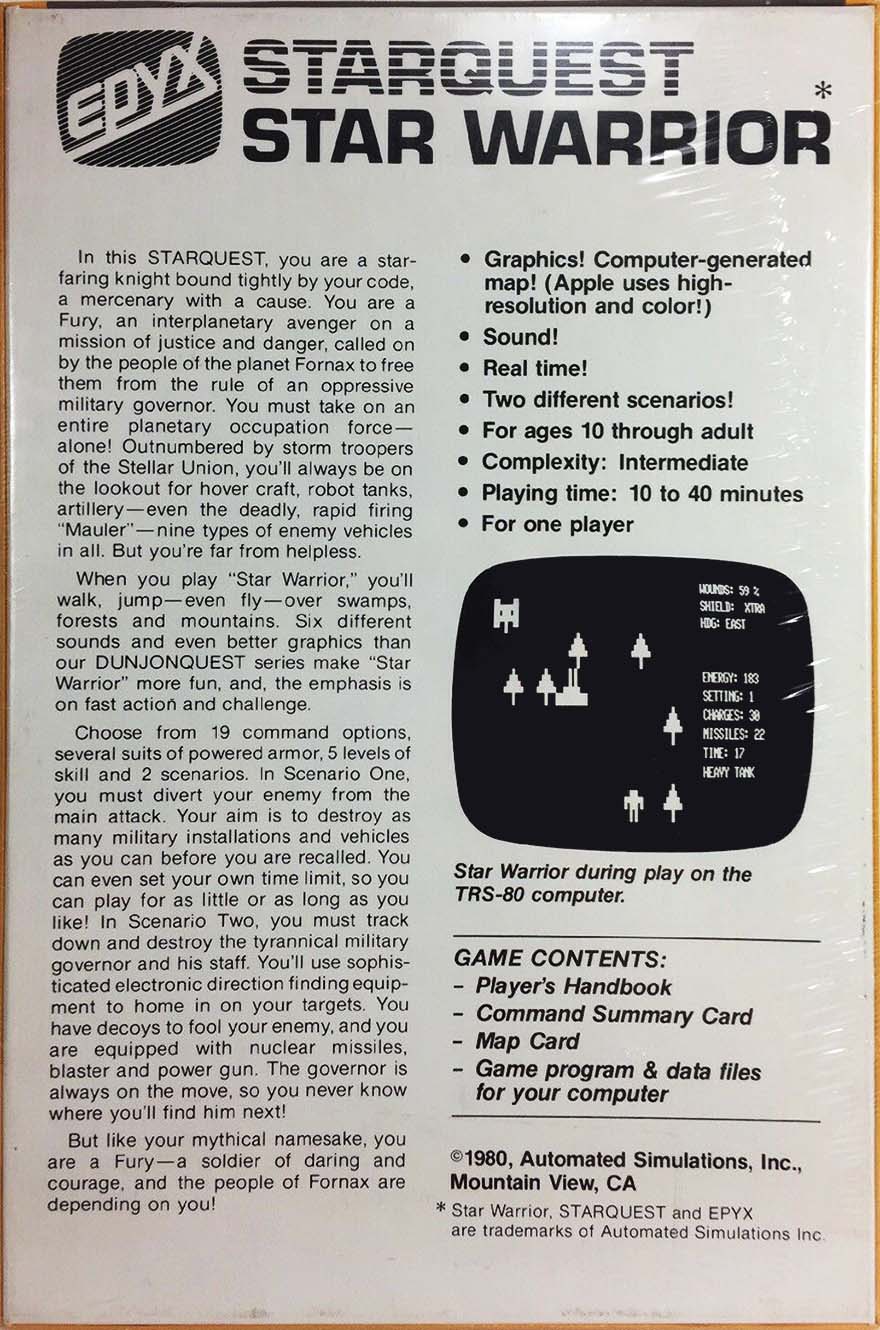 EPYX
STARQUEST
STAR WARRIOR*
In this STARQUEST, you are a star-
faring knight bound tightly by your code,
a mercenary with a cause. You are a
Fury, an interplanetary avenger on a
mission of justice and danger, called on
by the people of the planet Fornax to free
them from the rule of an oppressive
military governor. You must take on an
entire planetary occupation force—
alone! Outnumbered by storm troopers
of the Stellar Union, you'll always be on
the lookout for hover craft, robot tanks,
artillery—even the deadly, rapid firing
"Mauler"—nine types of enemy vehicles
in all. But you're far from helpless.
When you play "Star Warrior," you'll
walk, jump—even fly—over swamps,
forests and mountains. Six different
sounds and even better graphics than
our DUNJONQUEST series make "Star
Warrior" more fun, and, the emphasis is
on fast action and challenge.
Choose from 19 command options,
several suits of powered armor, 5 levels of
skill and 2 scenarios. In Scenario One,
you must divert your enemy from the
main attack. Your aim is to destroy as
many military installations and vehicles
as you can before you are recalled. You
can even set your own time limit, so you
can play for as little or as long as you
like! In Scenario Two, you must track
down and destroy the tyrannical military
governor and his staff. You'll use sophis-
ticated electronic direction finding equip-
ment to home in on your targets. You
have decoys to fool your enemy, and you
are equipped with nuclear missiles,
blaster and power gun. The governor is
always on the move, so you never know
where you'll find him next!
But like your mythical namesake, you
are a Fury—a soldier of daring and
courage, and the people of Fornax are
depending on you!
• Graphics! Computer-generated
map! (Apple uses high-
resolution and color!)
• Sound!
• Real time!
• Two different scenarios!
• For ages 10 through adult
• Complexity: Intermediate
• Playing time: 10 to 40 minutes
• For one player
WOUNDS: 59 %
SHIELD: XTRA
HDG: EAST
ENERGY: 183
SETTING: 1
CHARGES: 30
MISSILES: 22
TIME: 17
HEAVY TANK
Star Warrior during play on the
TRS-80 computer.
GAME CONTENTS:
– Player's Handbook
– Command Summary Card
– Map Card
– Game program & data files
for your computer
©1980, Automated Simulations, Inc.,
Mountain View, CA
* Star Warrior, STARQUEST and EPYX
are trademarks of Automated Simulations Inc.